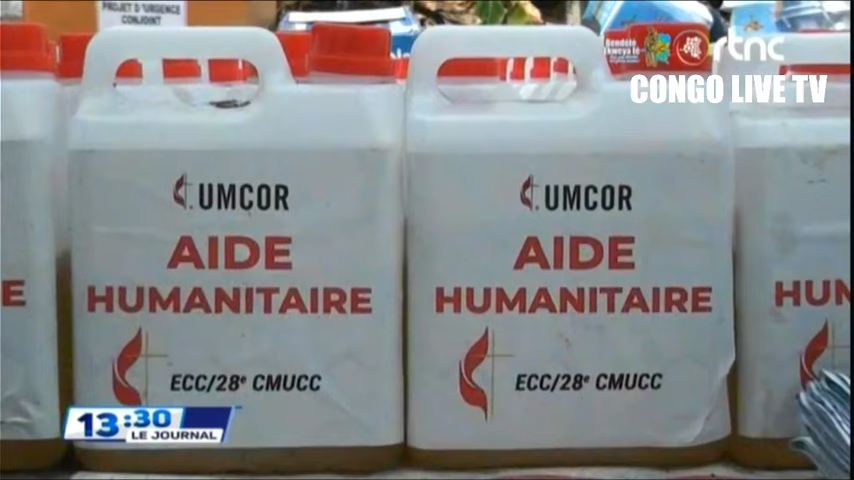 PROJET D'URGENCE
CONJOINT
rtnc
CONGO LIVE TV
UMCOR
AIDE
HUMANITAIRE
ECC/28e CMUCC
UMCOR
AIDE
HUMANITAIRE
ECC/28e CMUCC
E
HUM
13:30
LE JOURNAL